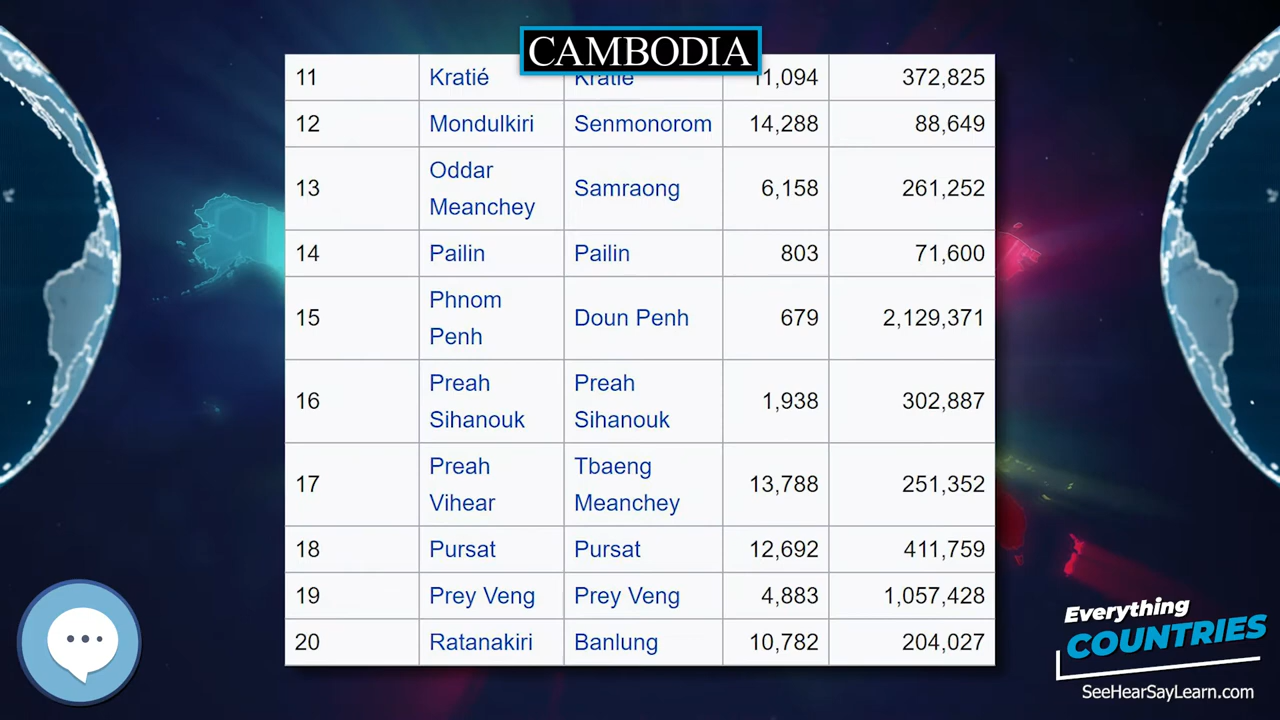 CAMBODIA
11 Kratié Kratié 11,094 372,825
12 Mondulkiri Senmonorom 14,288 88,649
13 Oddar Meanchey Samraong 6,158 261,252
14 Pailin Pailin 803 71,600
15 Phnom Penh Doun Penh 679 2,129,371
16 Preah Sihanouk Preah Sihanouk 1,938 302,887
17 Preah Vihear Tbaeng Meanchey 13,788 251,352
18 Pursat Pursat 12,692 411,759
19 Prey Veng Prey Veng 4,883 1,057,428
20 Ratanakiri Banlung 10,782 204,027
Everything
COUNTRIES
SeeHearSayLearn.com